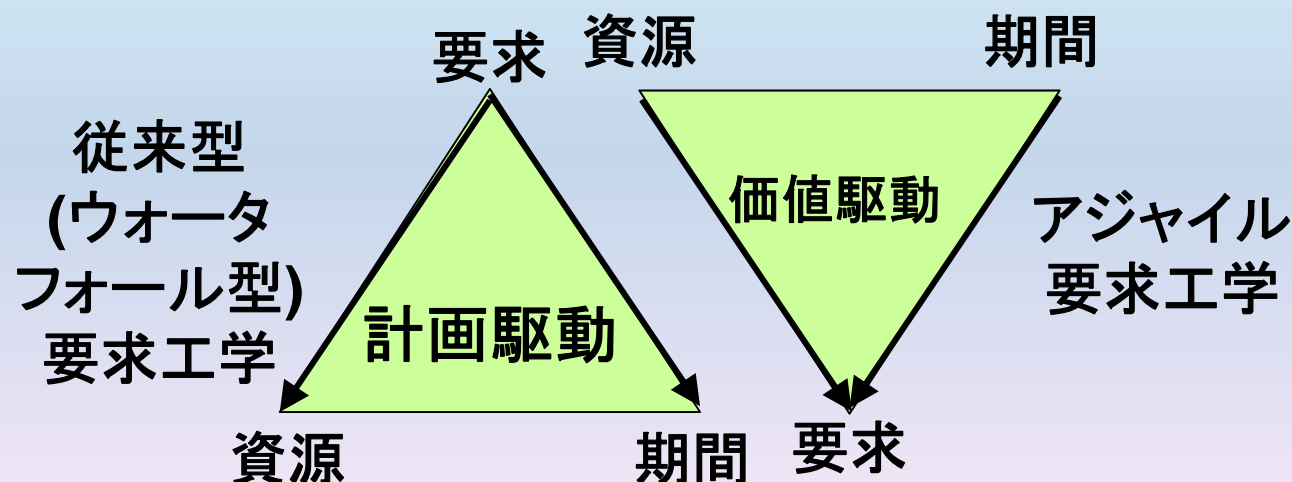 要求
資源
期間
従来型
(ウォータ
フォール型)
要求工学
計画駆動
価値駆動
アジャイル
要求工学
資源
期間
要求